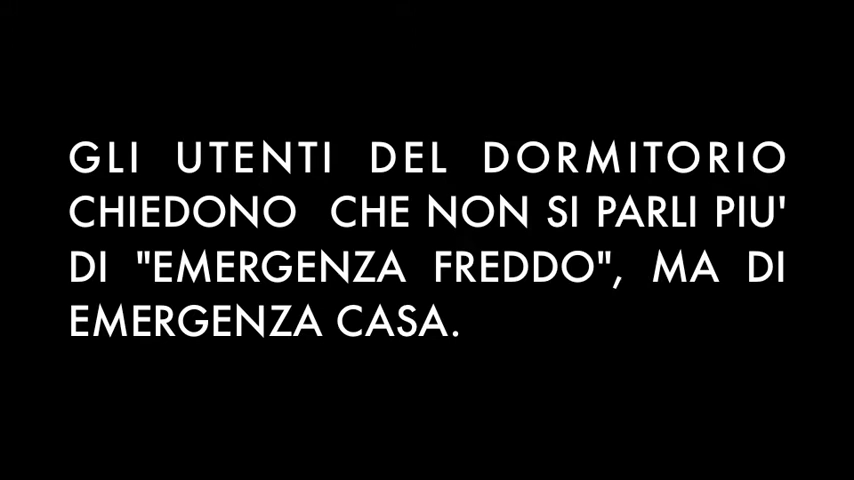 GLI UTENTI DEL DORMITORIO
CHIEDONO CHE NON SI PARLI PIU'
DI "EMERGENZA FREDDO", MA DI
EMERGENZA CASA.